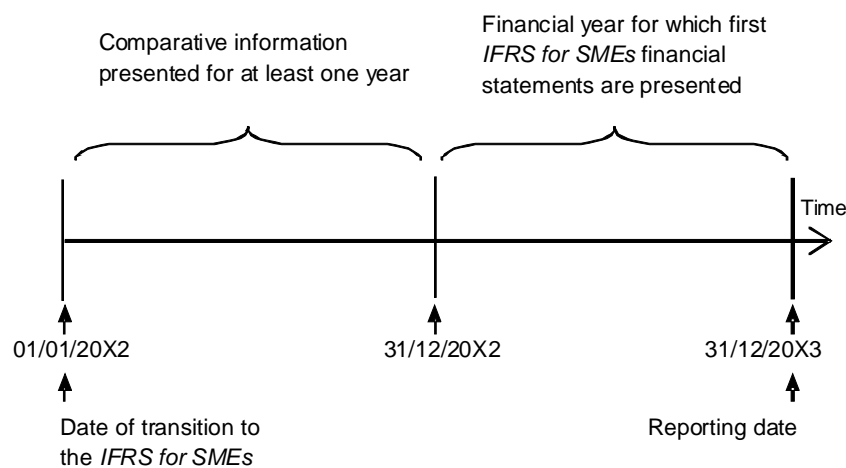 Comparative information
presented for at least one year
Financial year for which first
IFRS for SMEs financial
statements are presented
Time
01/01/20X2
31/12/20X2
31/12/20X3
Date of transition to
the IFRS for SMEs
Reporting date